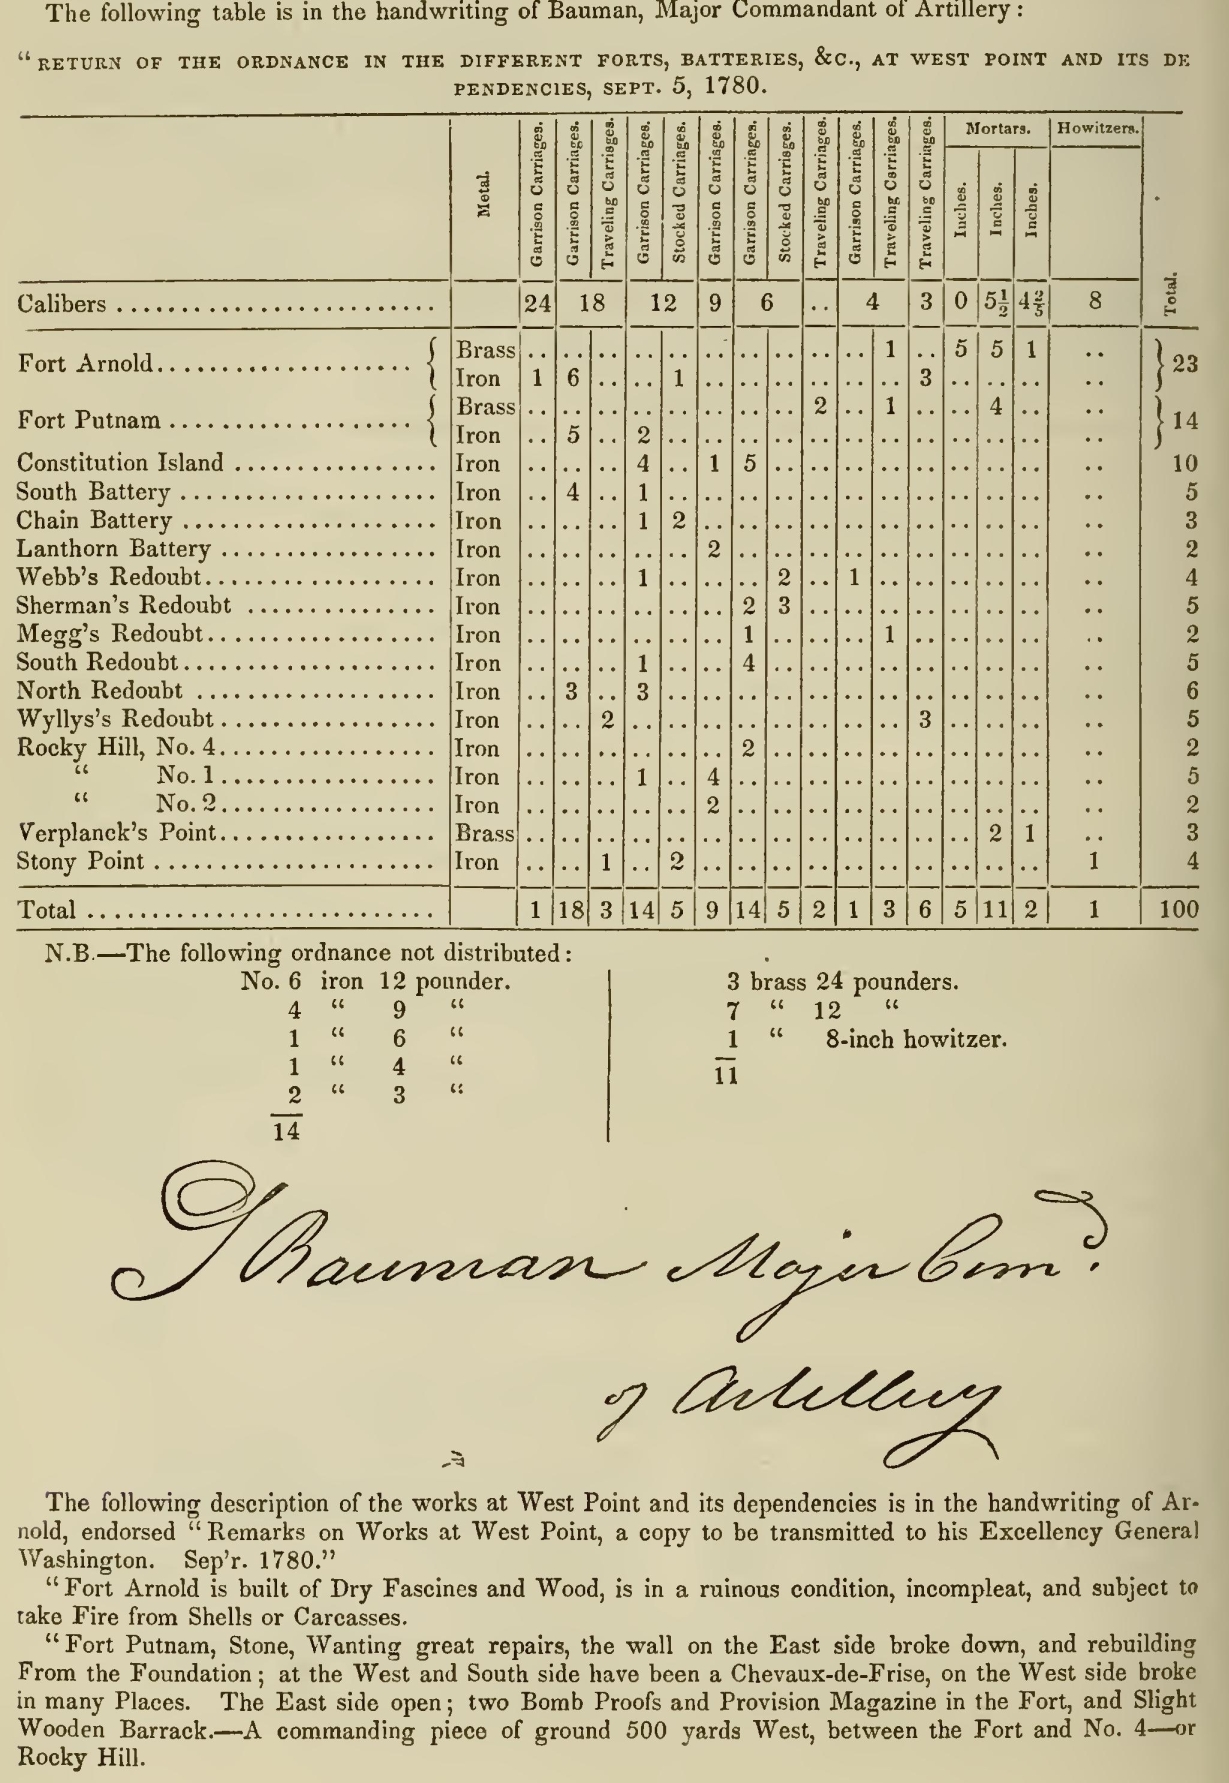 The following table is in the handwriting of Bauman, Major Commandant of Artillery:
“RETURN OF THE ORDNANCE IN THE DIFFERENT FORTS, BATTERIES, &C., AT WEST POINT AND ITS DE
PENDENCIES, SEPT. 5, 1780.
Metal. Garrison Carriages. Garrison Carriages. Traveling Carriages. Garrison Carriages. Stocked Carriages. Garrison Carriages. Garrison Carriages. Stocked Carriages. Traveling Carriages. Garrison Carriages. Traveling Carriages. Traveling Carriages. Mortars. Howitzers.
Inches. Inches. Inches. Total.
Calibers ........................ 24 18 12 9 6 .. 4 3 0 5½ 4⅖ 8
Fort Arnold.................... { Brass .. .. .. .. .. .. .. .. .. .. 1 .. 5 5 1 .. } 23
Iron 1 6 .. .. 1 .. .. .. .. .. .. 3 .. .. .. ..
Fort Putnam ................... { Brass .. .. .. .. .. .. .. .. 2 .. 1 .. .. 4 .. .. } 14
Iron .. 5 .. 2 .. .. .. .. .. .. .. .. .. .. .. ..
Constitution Island ................ Iron .. .. .. 4 .. 1 5 .. .. .. .. .. .. .. .. .. 10
South Battery .................... Iron .. 4 .. 1 .. .. .. .. .. .. .. .. .. .. .. .. 5
Chain Battery .................... Iron .. .. .. 1 2 .. .. .. .. .. .. .. .. .. .. .. 3
Lanthorn Battery ................. Iron .. .. .. .. .. 2 .. .. .. .. .. .. .. .. .. .. 2
Webb's Redoubt.................. Iron .. .. .. 1 .. .. .. 2 .. 1 .. .. .. .. .. .. 4
Sherman's Redoubt ............... Iron .. .. .. .. .. .. 2 3 .. .. .. .. .. .. .. .. 5
Megg's Redoubt.................. Iron .. .. .. .. .. .. 1 .. .. .. 1 .. .. .. .. .. 2
South Redoubt.................... Iron .. .. .. 1 .. .. 4 .. .. .. .. .. .. .. .. .. 5
North Redoubt ................... Iron .. 3 .. 3 .. .. .. .. .. .. .. .. .. .. .. .. 6
Wyllys's Redoubt ................. Iron .. .. 2 .. .. .. .. .. .. .. .. 3 .. .. .. .. 5
Rocky Hill, No. 4................. Iron .. .. .. .. .. .. 2 .. .. .. .. .. .. .. .. .. 2
“ No. 1................. Iron .. .. .. 1 .. 4 .. .. .. .. .. .. .. .. .. .. 5
“ No. 2................. Iron .. .. .. .. .. 2 .. .. .. .. .. .. .. .. .. .. 2
Verplanck's Point................. Brass .. .. .. .. .. .. .. .. .. .. .. .. .. 2 1 .. 3
Stony Point ...................... Iron .. .. 1 .. 2 .. .. .. .. .. .. .. .. .. .. 1 4
Total ........................... 1 18 3 14 5 9 14 5 2 1 3 6 5 11 2 1 100
N.B.—The following ordnance not distributed:
No. 6 iron 12 pounder. 3 brass 24 pounders.
4 “ 9 “ 7 “ 12 “
1 “ 6 “ 1 “ 8-inch howitzer.
1 “ 4 “ 11
2 “ 3 “
14
S Bauman Major Comd.
of Artillery
The following description of the works at West Point and its dependencies is in the handwriting of Ar-
nold, endorsed “Remarks on Works at West Point, a copy to be transmitted to his Excellency General
Washington. Sep'r. 1780.”
“Fort Arnold is built of Dry Fascines and Wood, is in a ruinous condition, incompleat, and subject to
take Fire from Shells or Carcasses.
“Fort Putnam, Stone, Wanting great repairs, the wall on the East side broke down, and rebuilding
From the Foundation; at the West and South side have been a Chevaux-de-Frise, on the West side broke
in many Places. The East side open; two Bomb Proofs and Provision Magazine in the Fort, and Slight
Wooden Barrack.—A commanding piece of ground 500 yards West, between the Fort and No. 4—or
Rocky Hill.